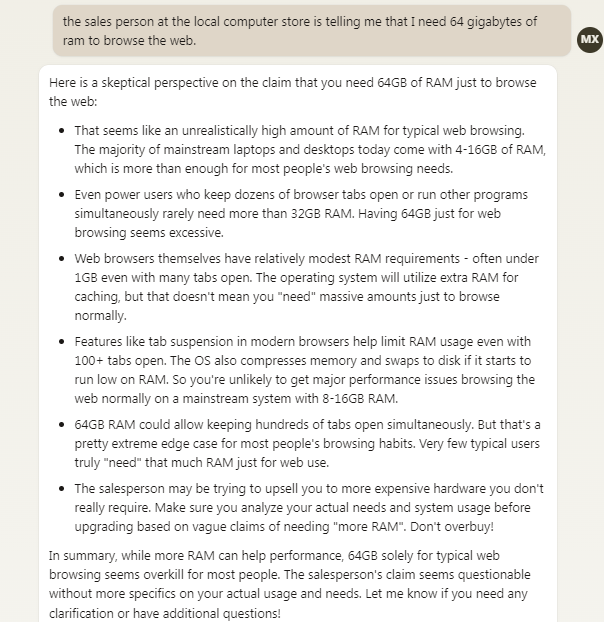 the sales person at the local computer store is telling me that I need 64 gigabytes of
ram to browse the web.
MX
Here is a skeptical perspective on the claim that you need 64GB of RAM just to browse
the web:
• That seems like an unrealistically high amount of RAM for typical web browsing.
The majority of mainstream laptops and desktops today come with 4-16GB of RAM,
which is more than enough for most people's web browsing needs.
• Even power users who keep dozens of browser tabs open or run other programs
simultaneously rarely need more than 32GB RAM. Having 64GB just for web
browsing seems excessive.
• Web browsers themselves have relatively modest RAM requirements - often under
1GB even with many tabs open. The operating system will utilize extra RAM for
caching, but that doesn't mean you "need" massive amounts just to browse
normally.
• Features like tab suspension in modern browsers help limit RAM usage even with
100+ tabs open. The OS also compresses memory and swaps to disk if it starts to
run low on RAM. So you're unlikely to get major performance issues browsing the
web normally on a mainstream system with 8-16GB RAM.
• 64GB RAM could allow keeping hundreds of tabs open simultaneously. But that's a
pretty extreme edge case for most people's browsing habits. Very few typical users
truly "need" that much RAM just for web use.
• The salesperson may be trying to upsell you to more expensive hardware you don't
really require. Make sure you analyze your actual needs and system usage before
upgrading based on vague claims of needing "more RAM". Don't overbuy!
In summary, while more RAM can help performance, 64GB solely for typical web
browsing seems overkill for most people. The salesperson's claim seems questionable
without more specifics on your actual usage and needs. Let me know if you need any
clarification or have additional questions!